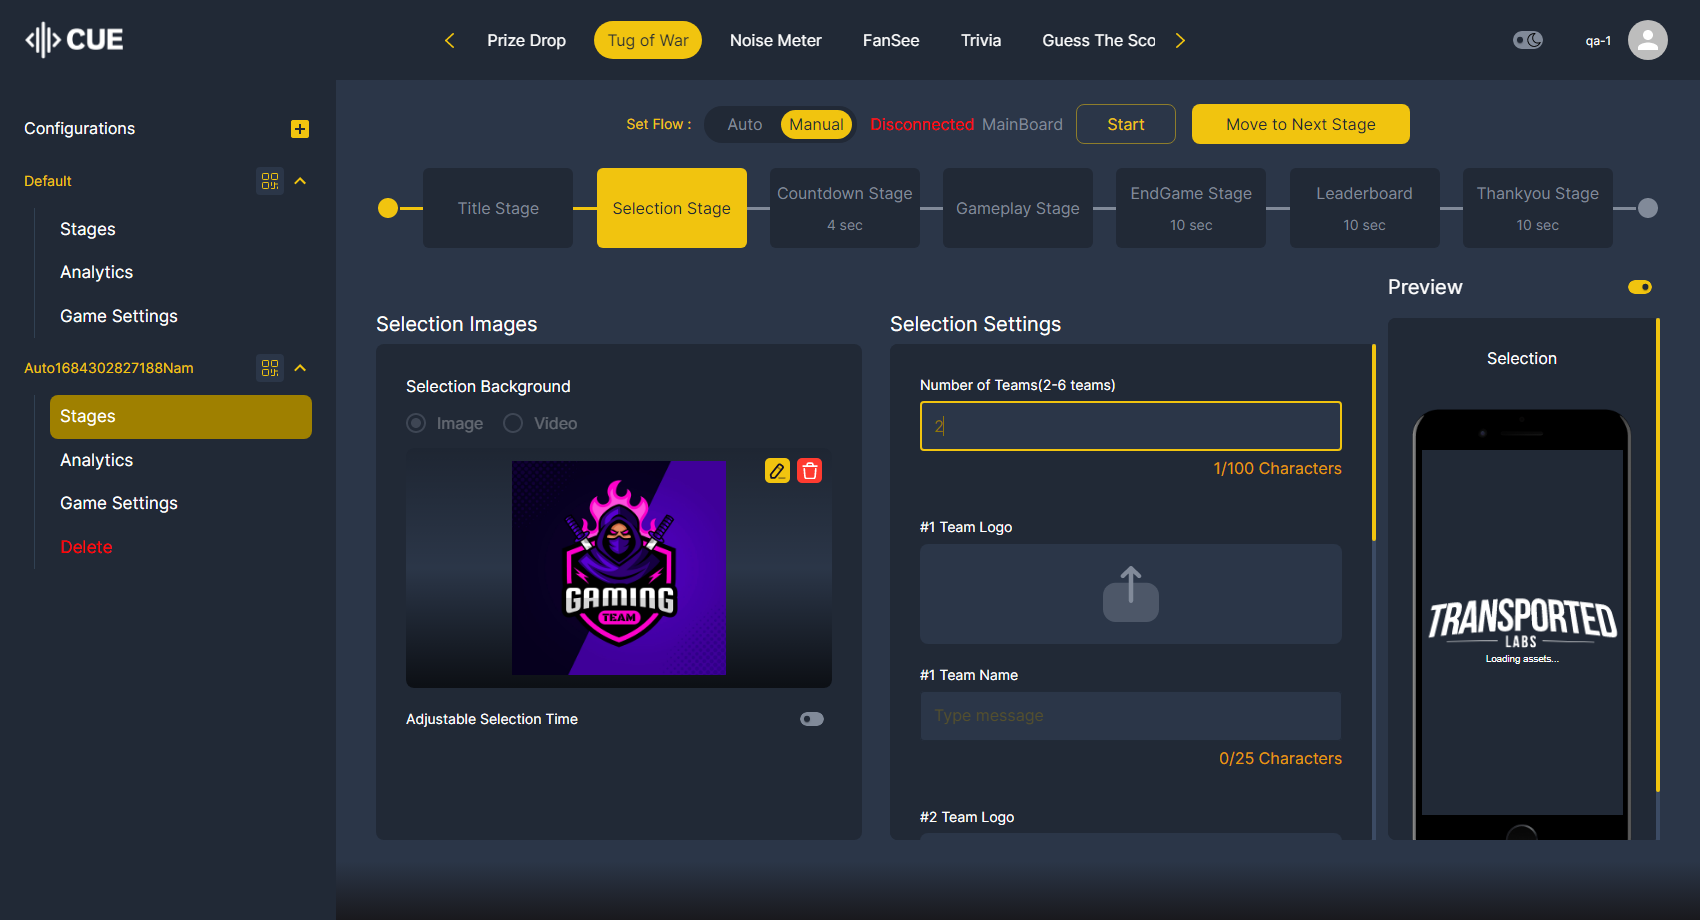 CUE
Prize Drop
Tug of War
Noise Meter
FanSee
Trivia
Guess The Sco
qa-1
Configurations
Default
Stages
Analytics
Game Settings
Auto1684302827188Nam
Stages
Analytics
Game Settings
Delete
Set Flow :
Auto
Manual
Disconnected MainBoard
Start
Move to Next Stage
Title Stage
Selection Stage
Countdown Stage
4 sec
Gameplay Stage
EndGame Stage
10 sec
Leaderboard
10 sec
Thankyou Stage
10 sec
Selection Images
Selection Background
Image
Video
GAMING
TEAM
Adjustable Selection Time
Selection Settings
Number of Teams(2-6 teams)
2
1/100 Characters
#1 Team Logo
#1 Team Name
Type message
0/25 Characters
#2 Team Logo
Preview
Selection
TRANSPORTED
LABS
Loading assets...